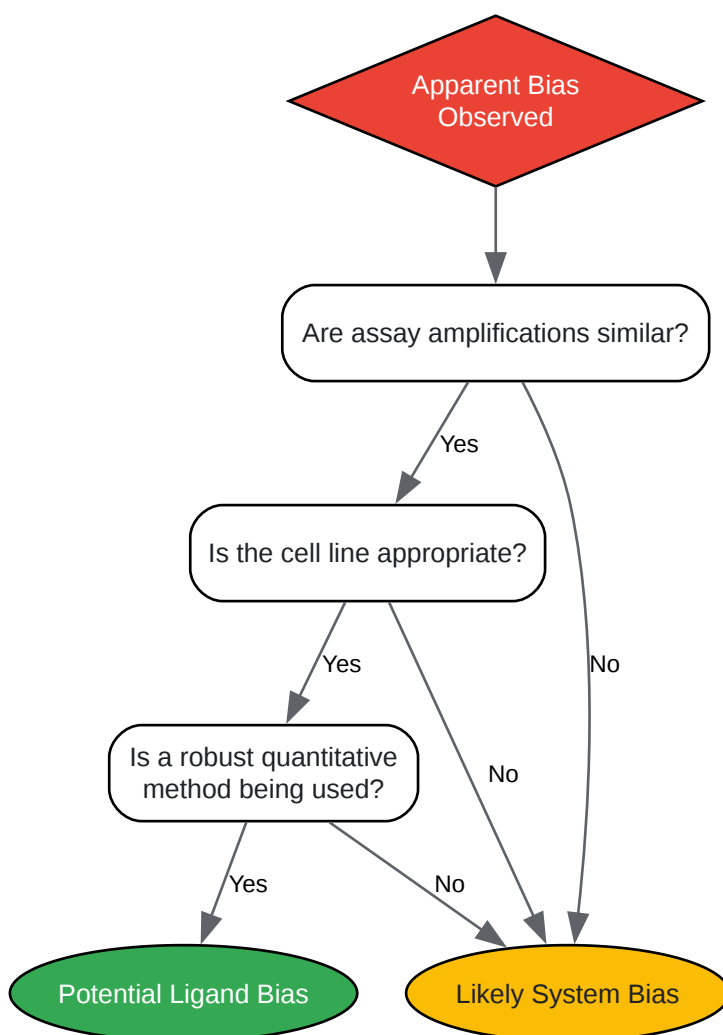 Apparent Bias
Observed
Are assay amplifications similar?
Yes
Is the cell line appropriate?
No
Yes
Is a robust quantitative
method being used?
No
Yes
No
Potential Ligand Bias
Likely System Bias